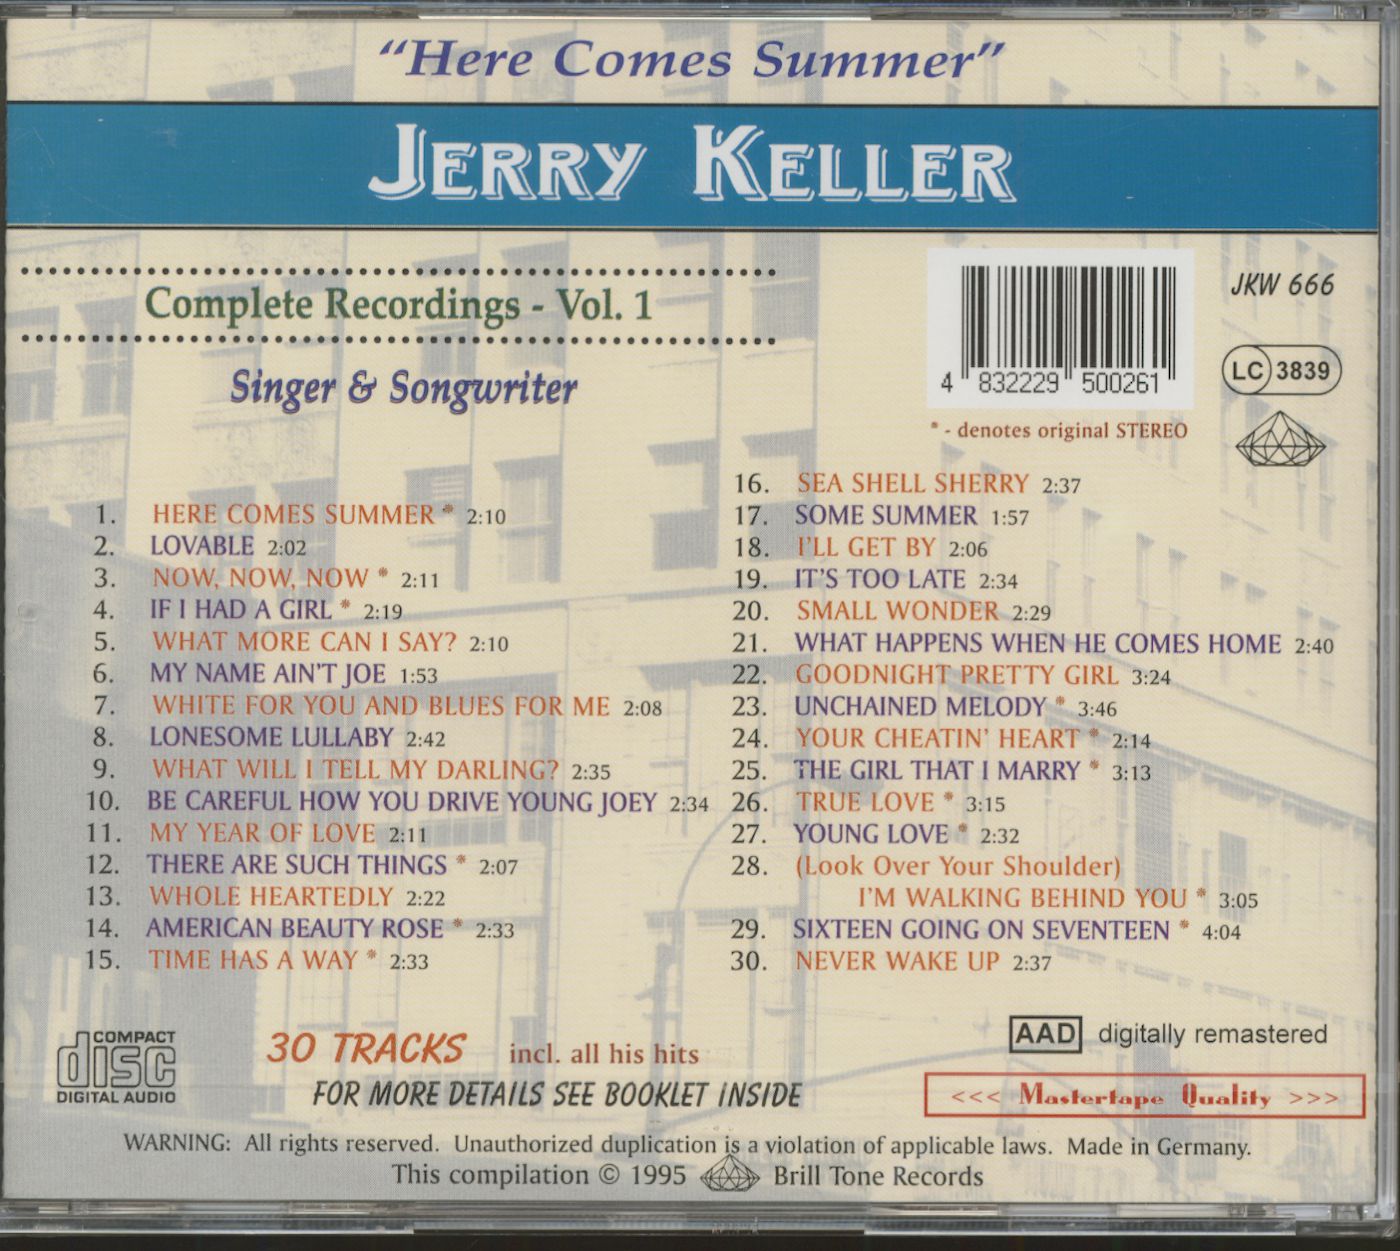 "Here Comes Summer"
JERRY KELLER
Complete Recordings - Vol. 1
Singer & Songwriter
JKW 666
4 832229 500261
LC 3839
* - denotes original STEREO
1. HERE COMES SUMMER * 2:10
2. LOVABLE 2:02
3. NOW, NOW, NOW * 2:11
4. IF I HAD A GIRL * 2:19
5. WHAT MORE CAN I SAY? 2:10
6. MY NAME AIN'T JOE 1:53
7. WHITE FOR YOU AND BLUES FOR ME 2:08
8. LONESOME LULLABY 2:42
9. WHAT WILL I TELL MY DARLING? 2:35
10. BE CAREFUL HOW YOU DRIVE YOUNG JOEY 2:34
11. MY YEAR OF LOVE 2:11
12. THERE ARE SUCH THINGS * 2:07
13. WHOLE HEARTEDLY 2:22
14. AMERICAN BEAUTY ROSE * 2:33
15. TIME HAS A WAY * 2:33
16. SEA SHELL SHERRY 2:37
17. SOME SUMMER 1:57
18. I'LL GET BY 2:06
19. IT'S TOO LATE 2:34
20. SMALL WONDER 2:29
21. WHAT HAPPENS WHEN HE COMES HOME 2:40
22. GOODNIGHT PRETTY GIRL 3:24
23. UNCHAINED MELODY * 3:46
24. YOUR CHEATIN' HEART * 2:14
25. THE GIRL THAT I MARRY * 3:13
26. TRUE LOVE * 3:15
27. YOUNG LOVE * 2:32
28. (Look Over Your Shoulder)
I'M WALKING BEHIND YOU * 3:05
29. SIXTEEN GOING ON SEVENTEEN * 4:04
30. NEVER WAKE UP 2:37
COMPACT
disc
DIGITAL AUDIO
30 TRACKS incl. all his hits
FOR MORE DETAILS SEE BOOKLET INSIDE
AAD digitally remastered
<<< Mastertape Quality >>>
WARNING: All rights reserved. Unauthorized duplication is a violation of applicable laws. Made in Germany.
This compilation © 1995 Brill Tone Records